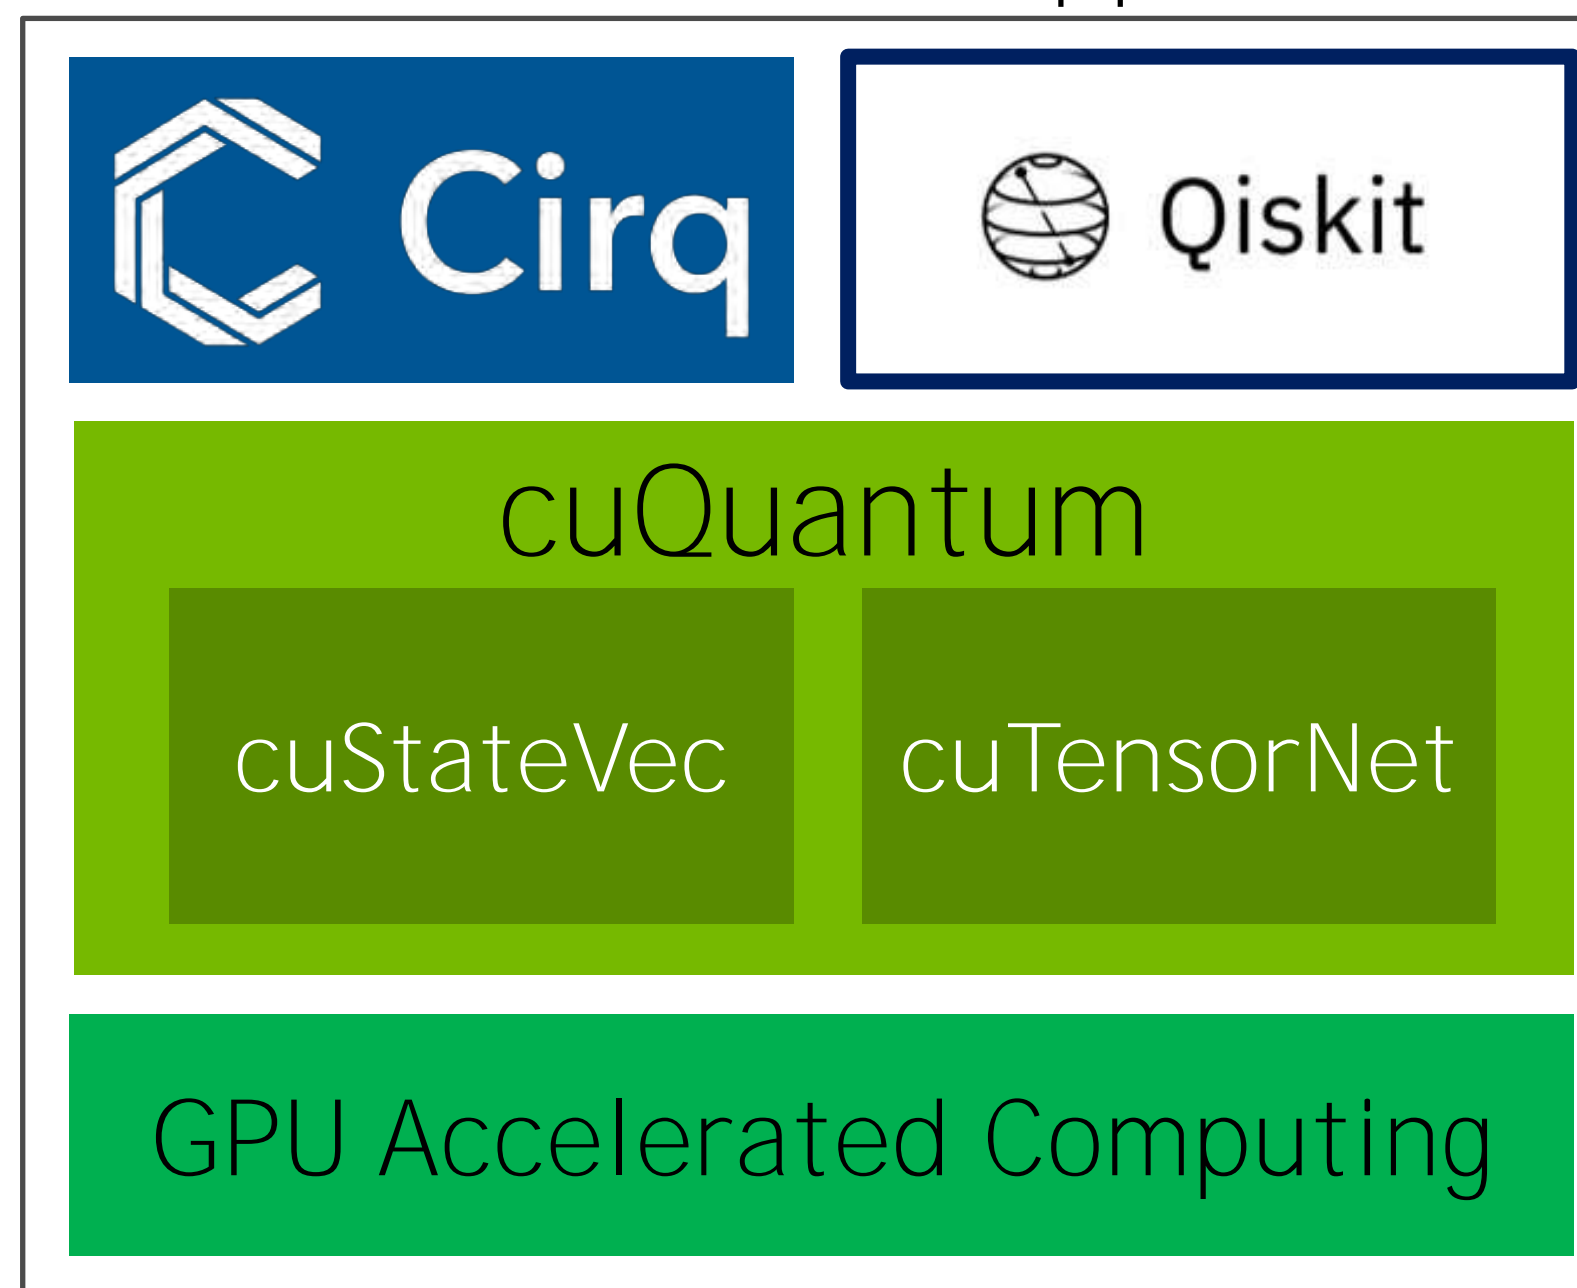 Cirq
Qiskit
cuQuantum
cuStateVec
cuTensorNet
GPU Accelerated Computing